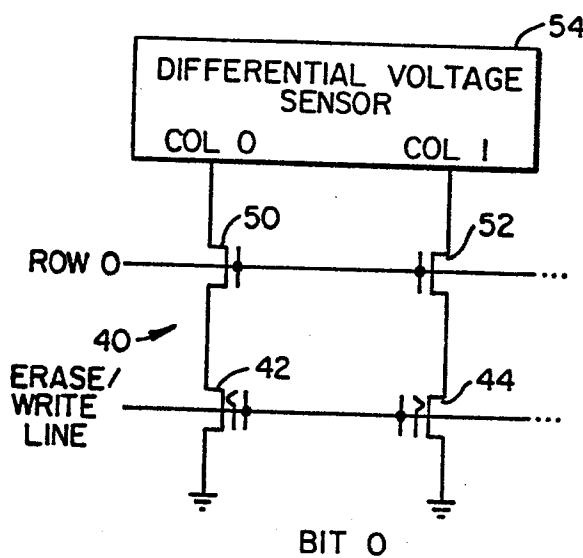 54
DIFFERENTIAL VOLTAGE
SENSOR
COL 0 COL 1
50 52
ROW 0 ...
40
42 44
ERASE/
WRITE
LINE
...
BIT 0